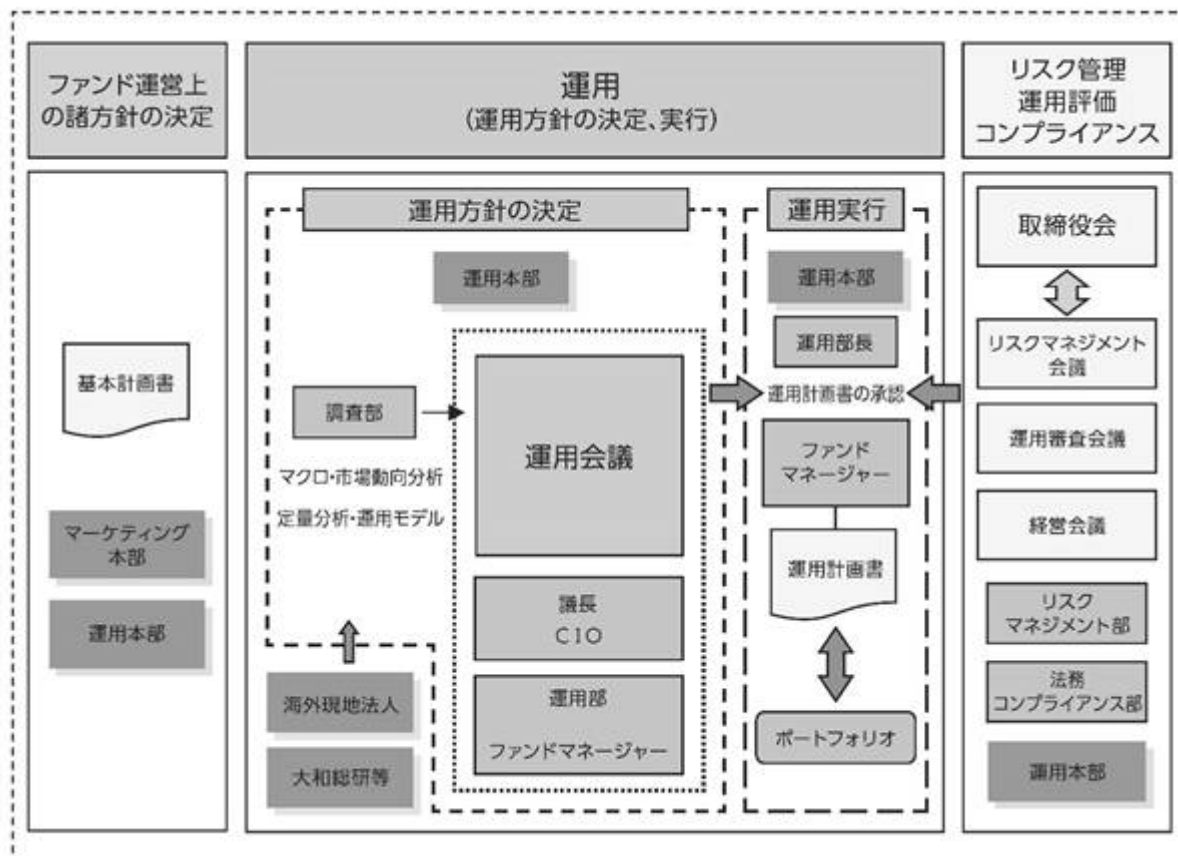 ファンド運営上
の諸方針の決定
運用
(運用方針の決定、実行)
リスク管理
運用評価
コンプライアンス
基本計画書
マーケティング
本部
運用本部
運用方針の決定
運用本部
調査部
マクロ・市場動向分析
定量分析・運用モデル
運用会議
議長
CIO
運用部
ファンドマネージャー
海外現地法人
大和総研等
運用実行
運用本部
運用部長
運用計画書の承認
ファンド
マネージャー
運用計画書
ポートフォリオ
取締役会
リスクマネジメント
会議
運用審査会議
経営会議
リスク
マネジメント部
法務
コンプライアンス部
運用本部